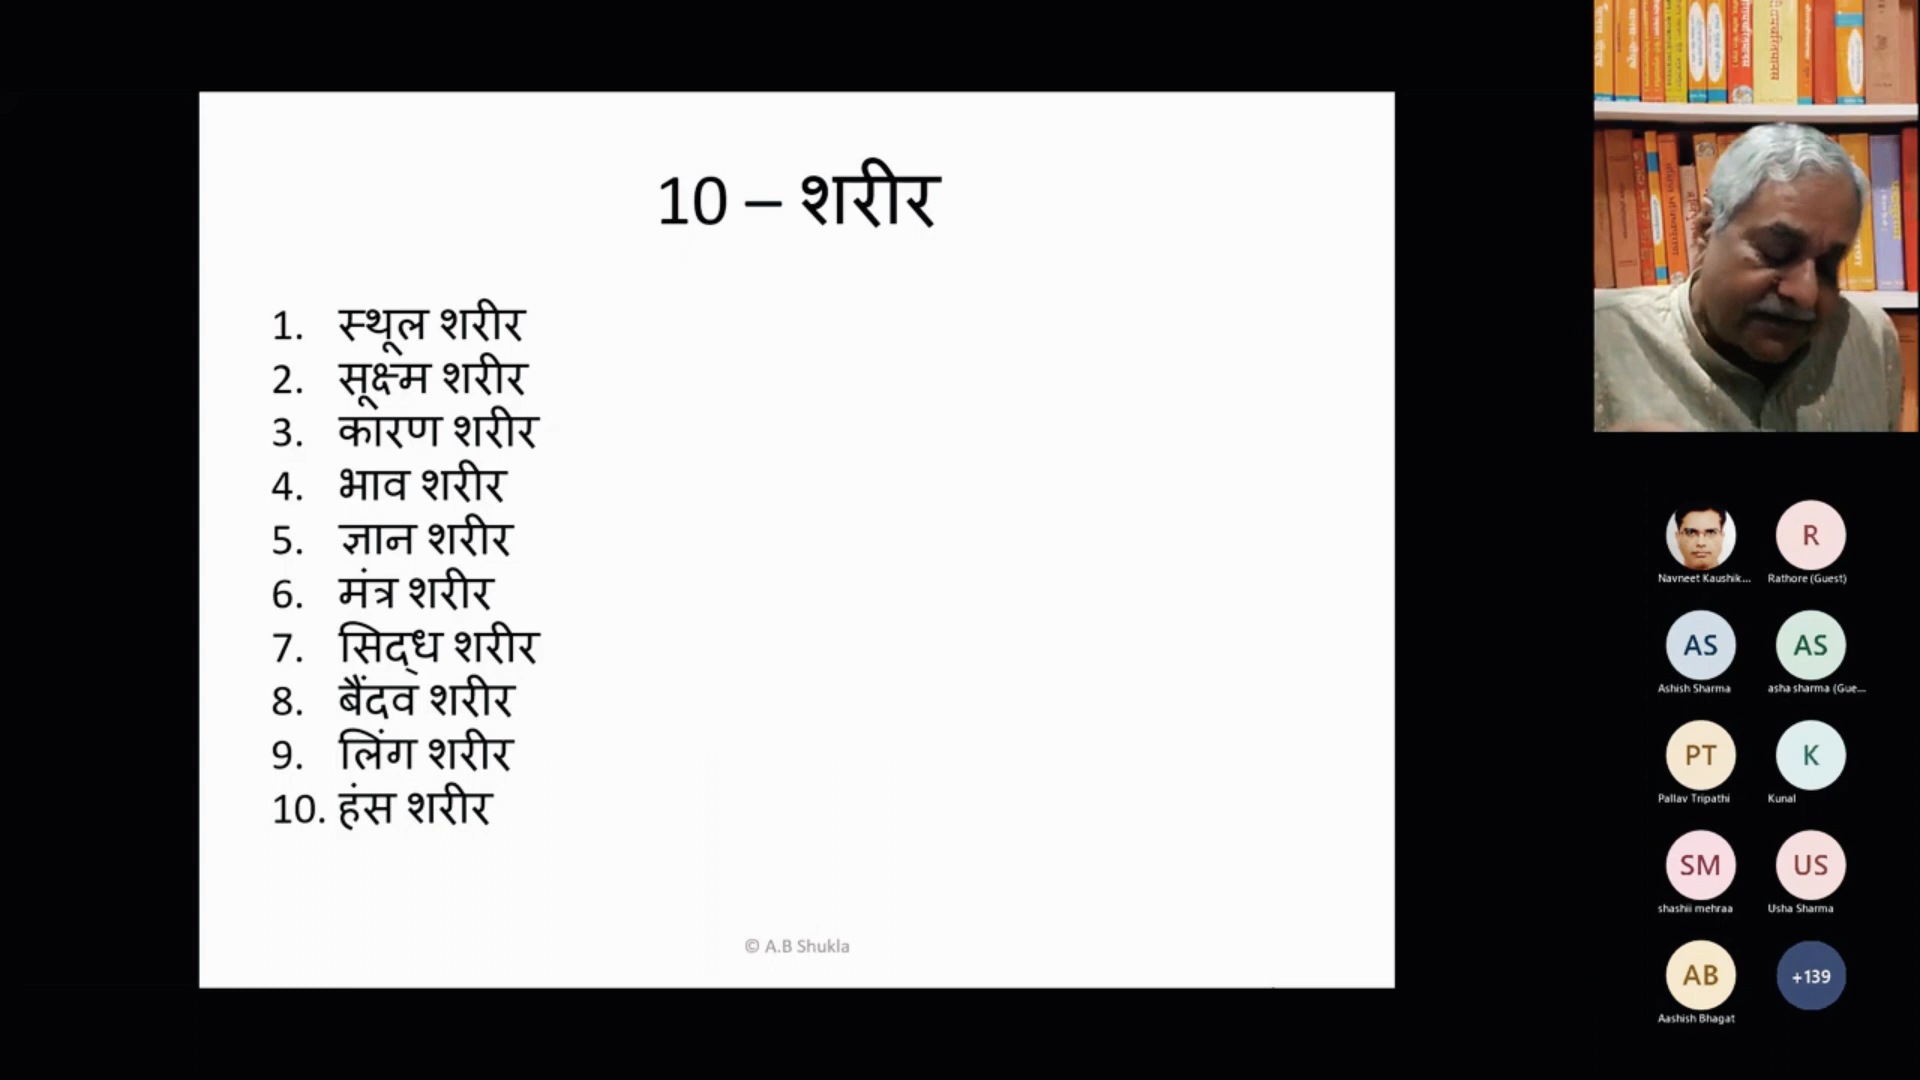 10 – शरीर
1. स्थूल शरीर
2. सूक्ष्म शरीर
3. कारण शरीर
4. भाव शरीर
5. ज्ञान शरीर
6. मंत्र शरीर
7. सिद्ध शरीर
8. बैंदव शरीर
9. लिंग शरीर
10. हंस शरीर
© A.B Shukla
R
Navneet Kaushik...
Rathore (Guest)
AS
AS
Ashish Sharma
asha sharma (Gue...
PT
K
Pallav Tripathi
Kunal
SM
US
shashii mehraa
Usha Sharma
AB
+139
Aashish Bhagat